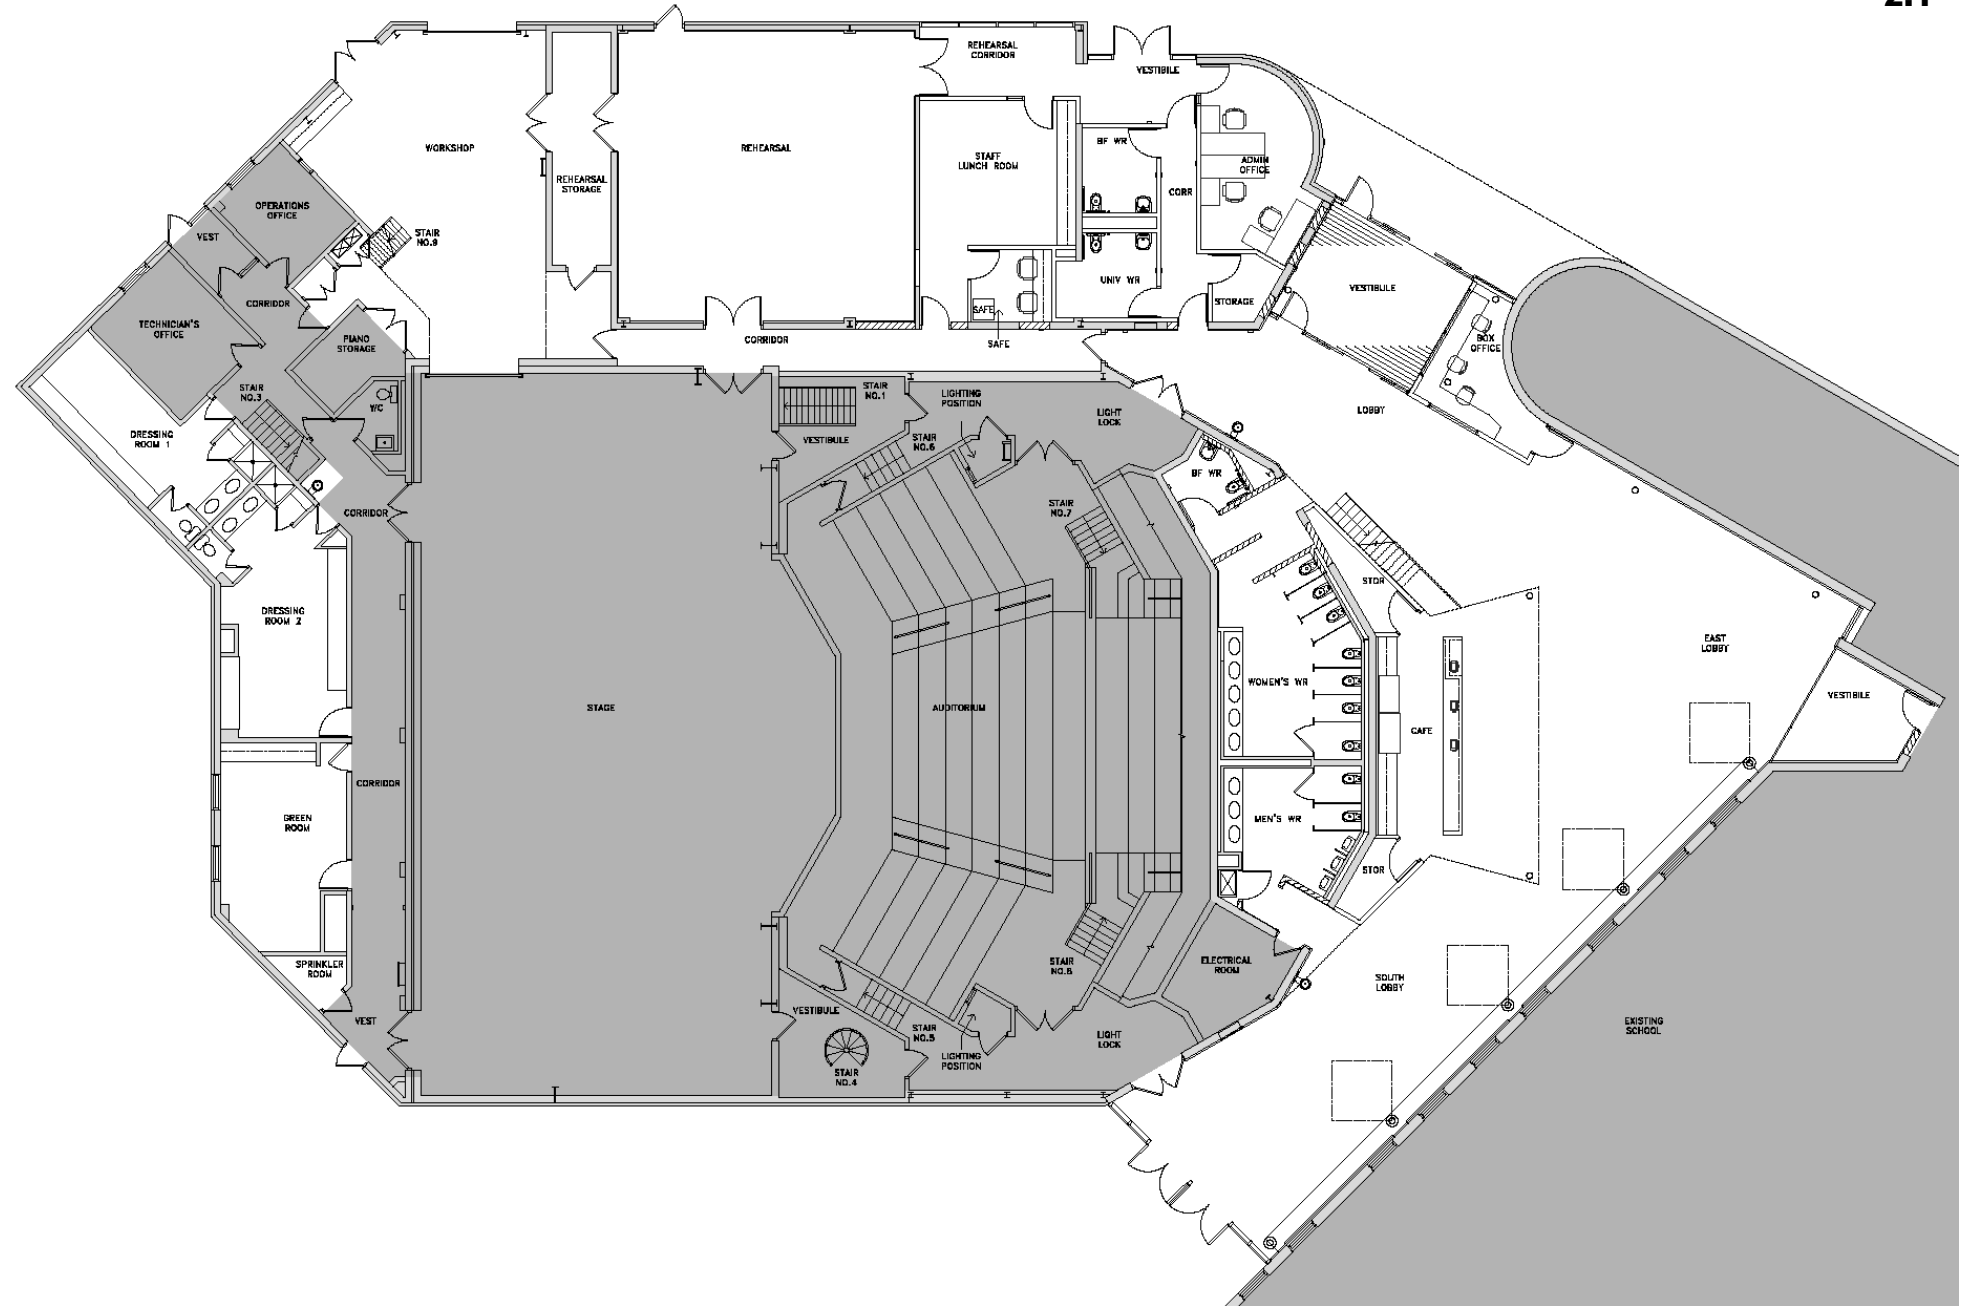 REHEARSAL
CORRIDOR
VESTIBILE
WORKSHOP
REHEARSAL
STAFF
LUNCH ROOM
BF WR
ADMIN
OFFICE
REHEARSAL
STORAGE
CORR
OPERATIONS
OFFICE
VEST
STAIR
NO.9
UNIV WR
STORAGE
VESTIBULE
CORRIDOR
SAFE
SAFE
TECHNICIAN'S
OFFICE
PIANO
STORAGE
CORRIDOR
BOX
OFFICE
STAIR
NO.3
WC
STAIR
NO.1
LIGHTING
POSITION
LIGHT
LOCK
LOBBY
DRESSING
ROOM 1
VESTIBULE
STAIR
NO.6
BF WR
CORRIDOR
STAIR
NO.7
STOR
DRESSING
ROOM 2
EAST
LOBBY
STAGE
AUDITORIUM
WOMEN'S WR
VESTIBILE
CAFE
CORRIDOR
GREEN
ROOM
MEN'S WR
STOR
SPRINKLER
ROOM
STAIR
NO.8
ELECTRICAL
ROOM
SOUTH
LOBBY
VEST
VESTIBULE
STAIR
NO.5
LIGHT
LOCK
EXISTING
SCHOOL
STAIR
NO.4
LIGHTING
POSITION